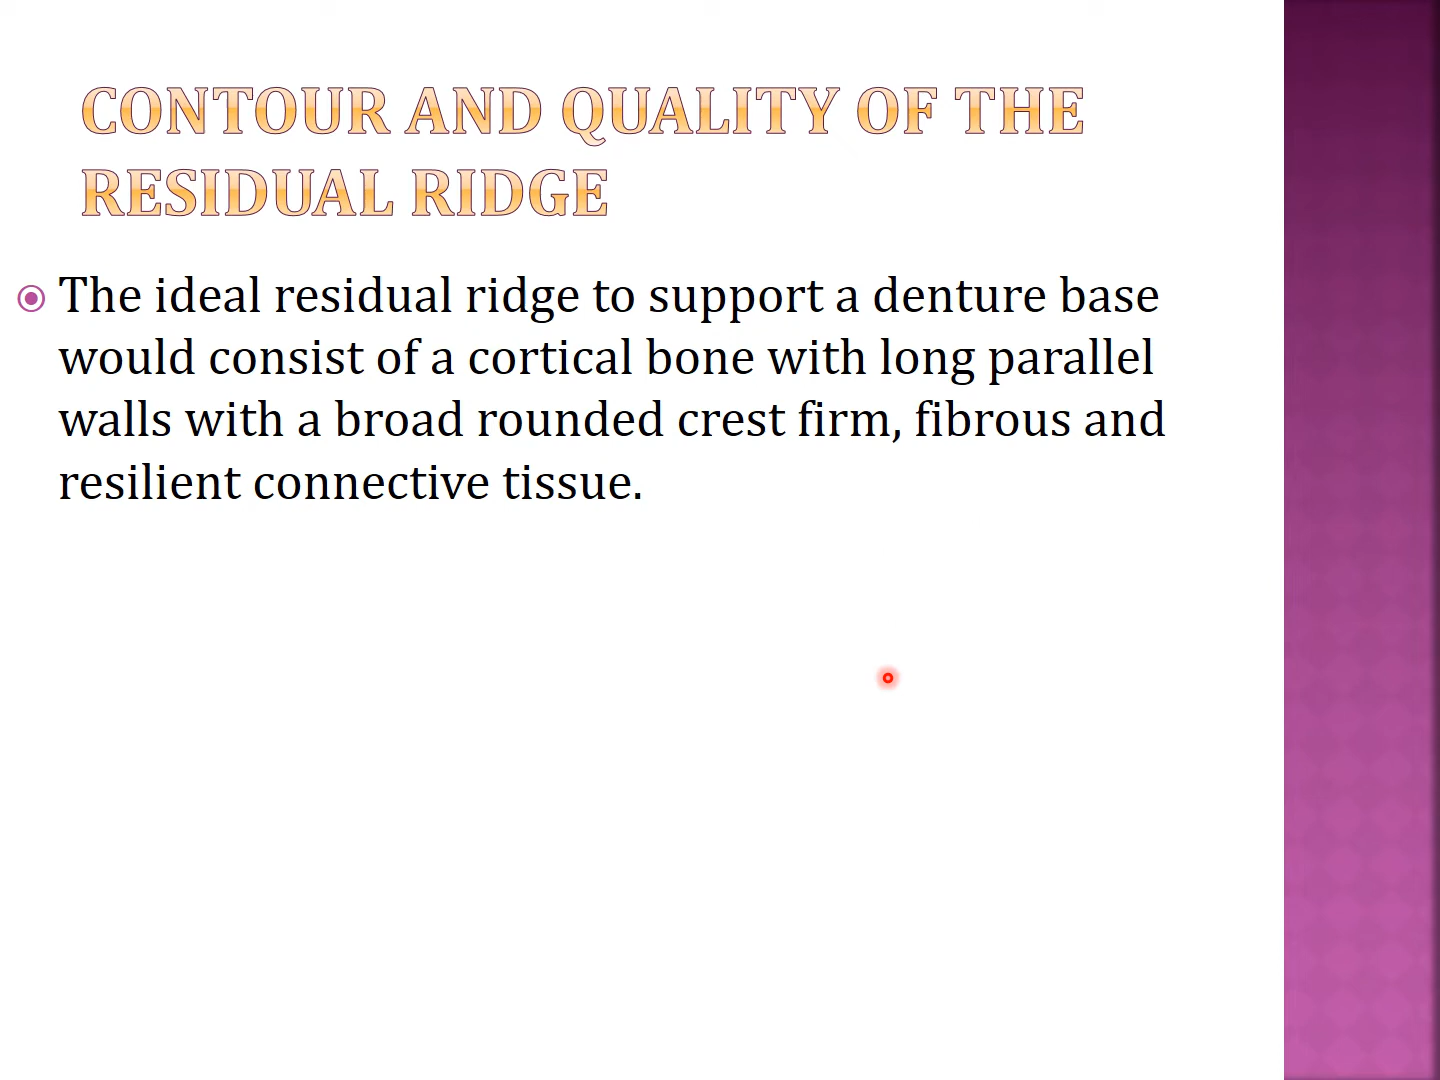 CONTOUR AND QUALITY OF THE
RESIDUAL RIDGE
The ideal residual ridge to support a denture base
would consist of a cortical bone with long parallel
walls with a broad rounded crest firm, fibrous and
resilient connective tissue.